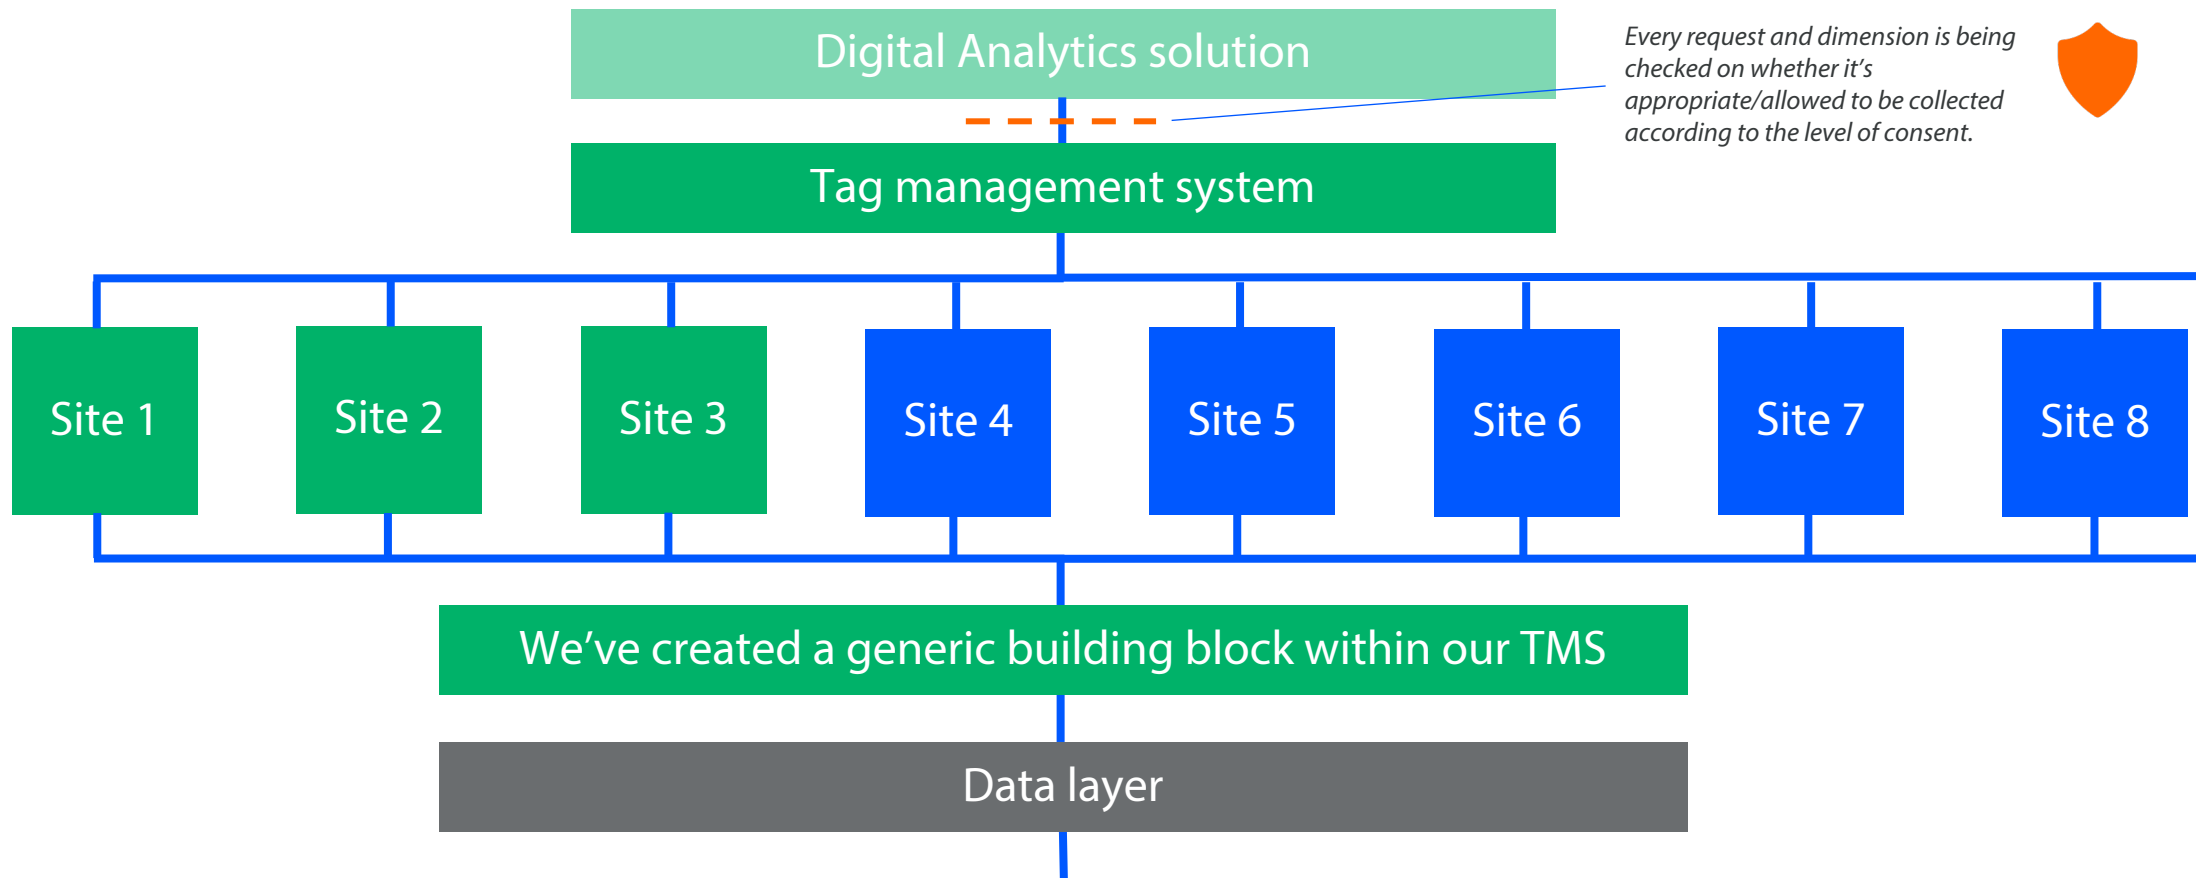 Digital Analytics solution
Every request and dimension is being
checked on whether it's
appropriate/allowed to be collected
according to the level of consent.
Tag management system
Site 1
Site 2
Site 3
Site 4
Site 5
Site 6
Site 7
Site 8
We’ve created a generic building block within our TMS
Data layer